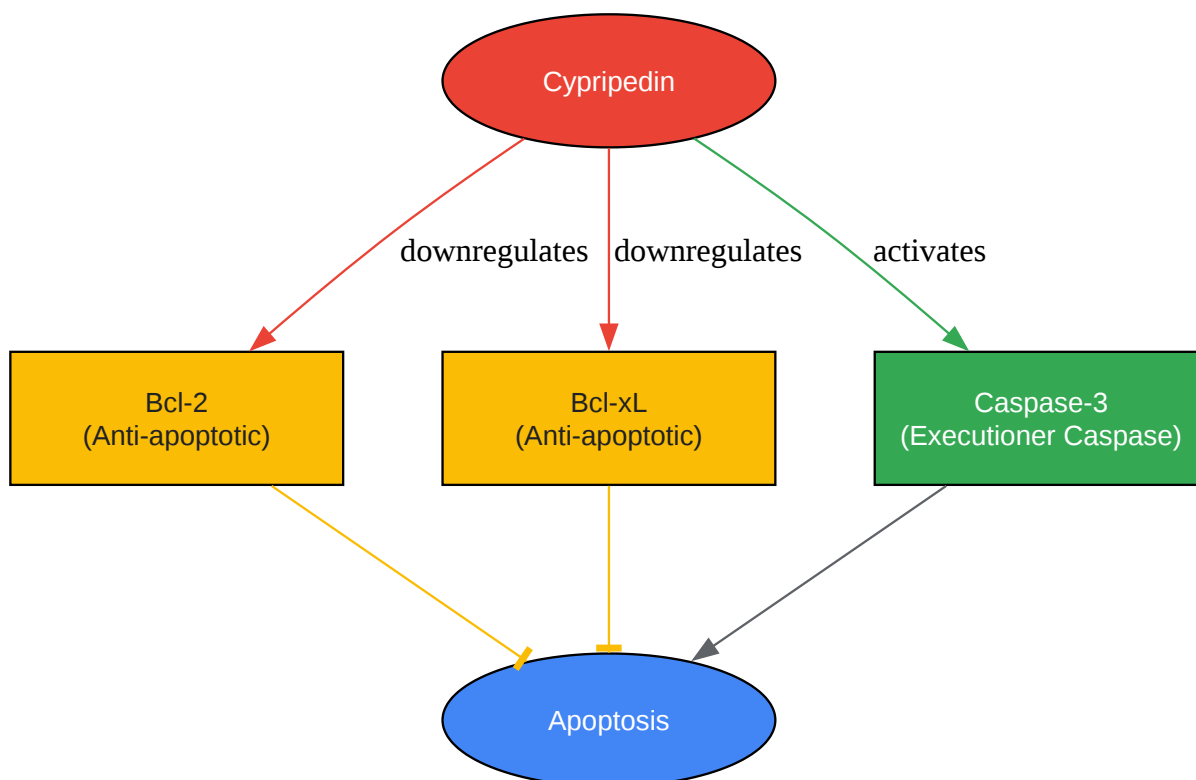 Cypripedin
downregulates
downregulates
activates
Bcl-2
(Anti-apoptotic)
Bcl-xL
(Anti-apoptotic)
Caspase-3
(Executioner Caspase)
Apoptosis